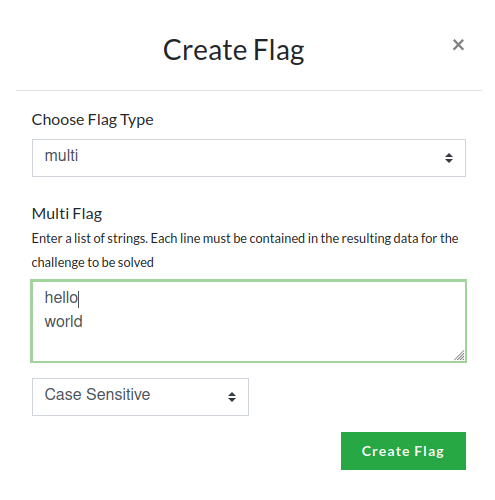 Create Flag
×
Choose Flag Type
multi
Multi Flag
Enter a list of strings. Each line must be contained in the resulting data for the
challenge to be solved
hello
world
Case Sensitive
Create Flag